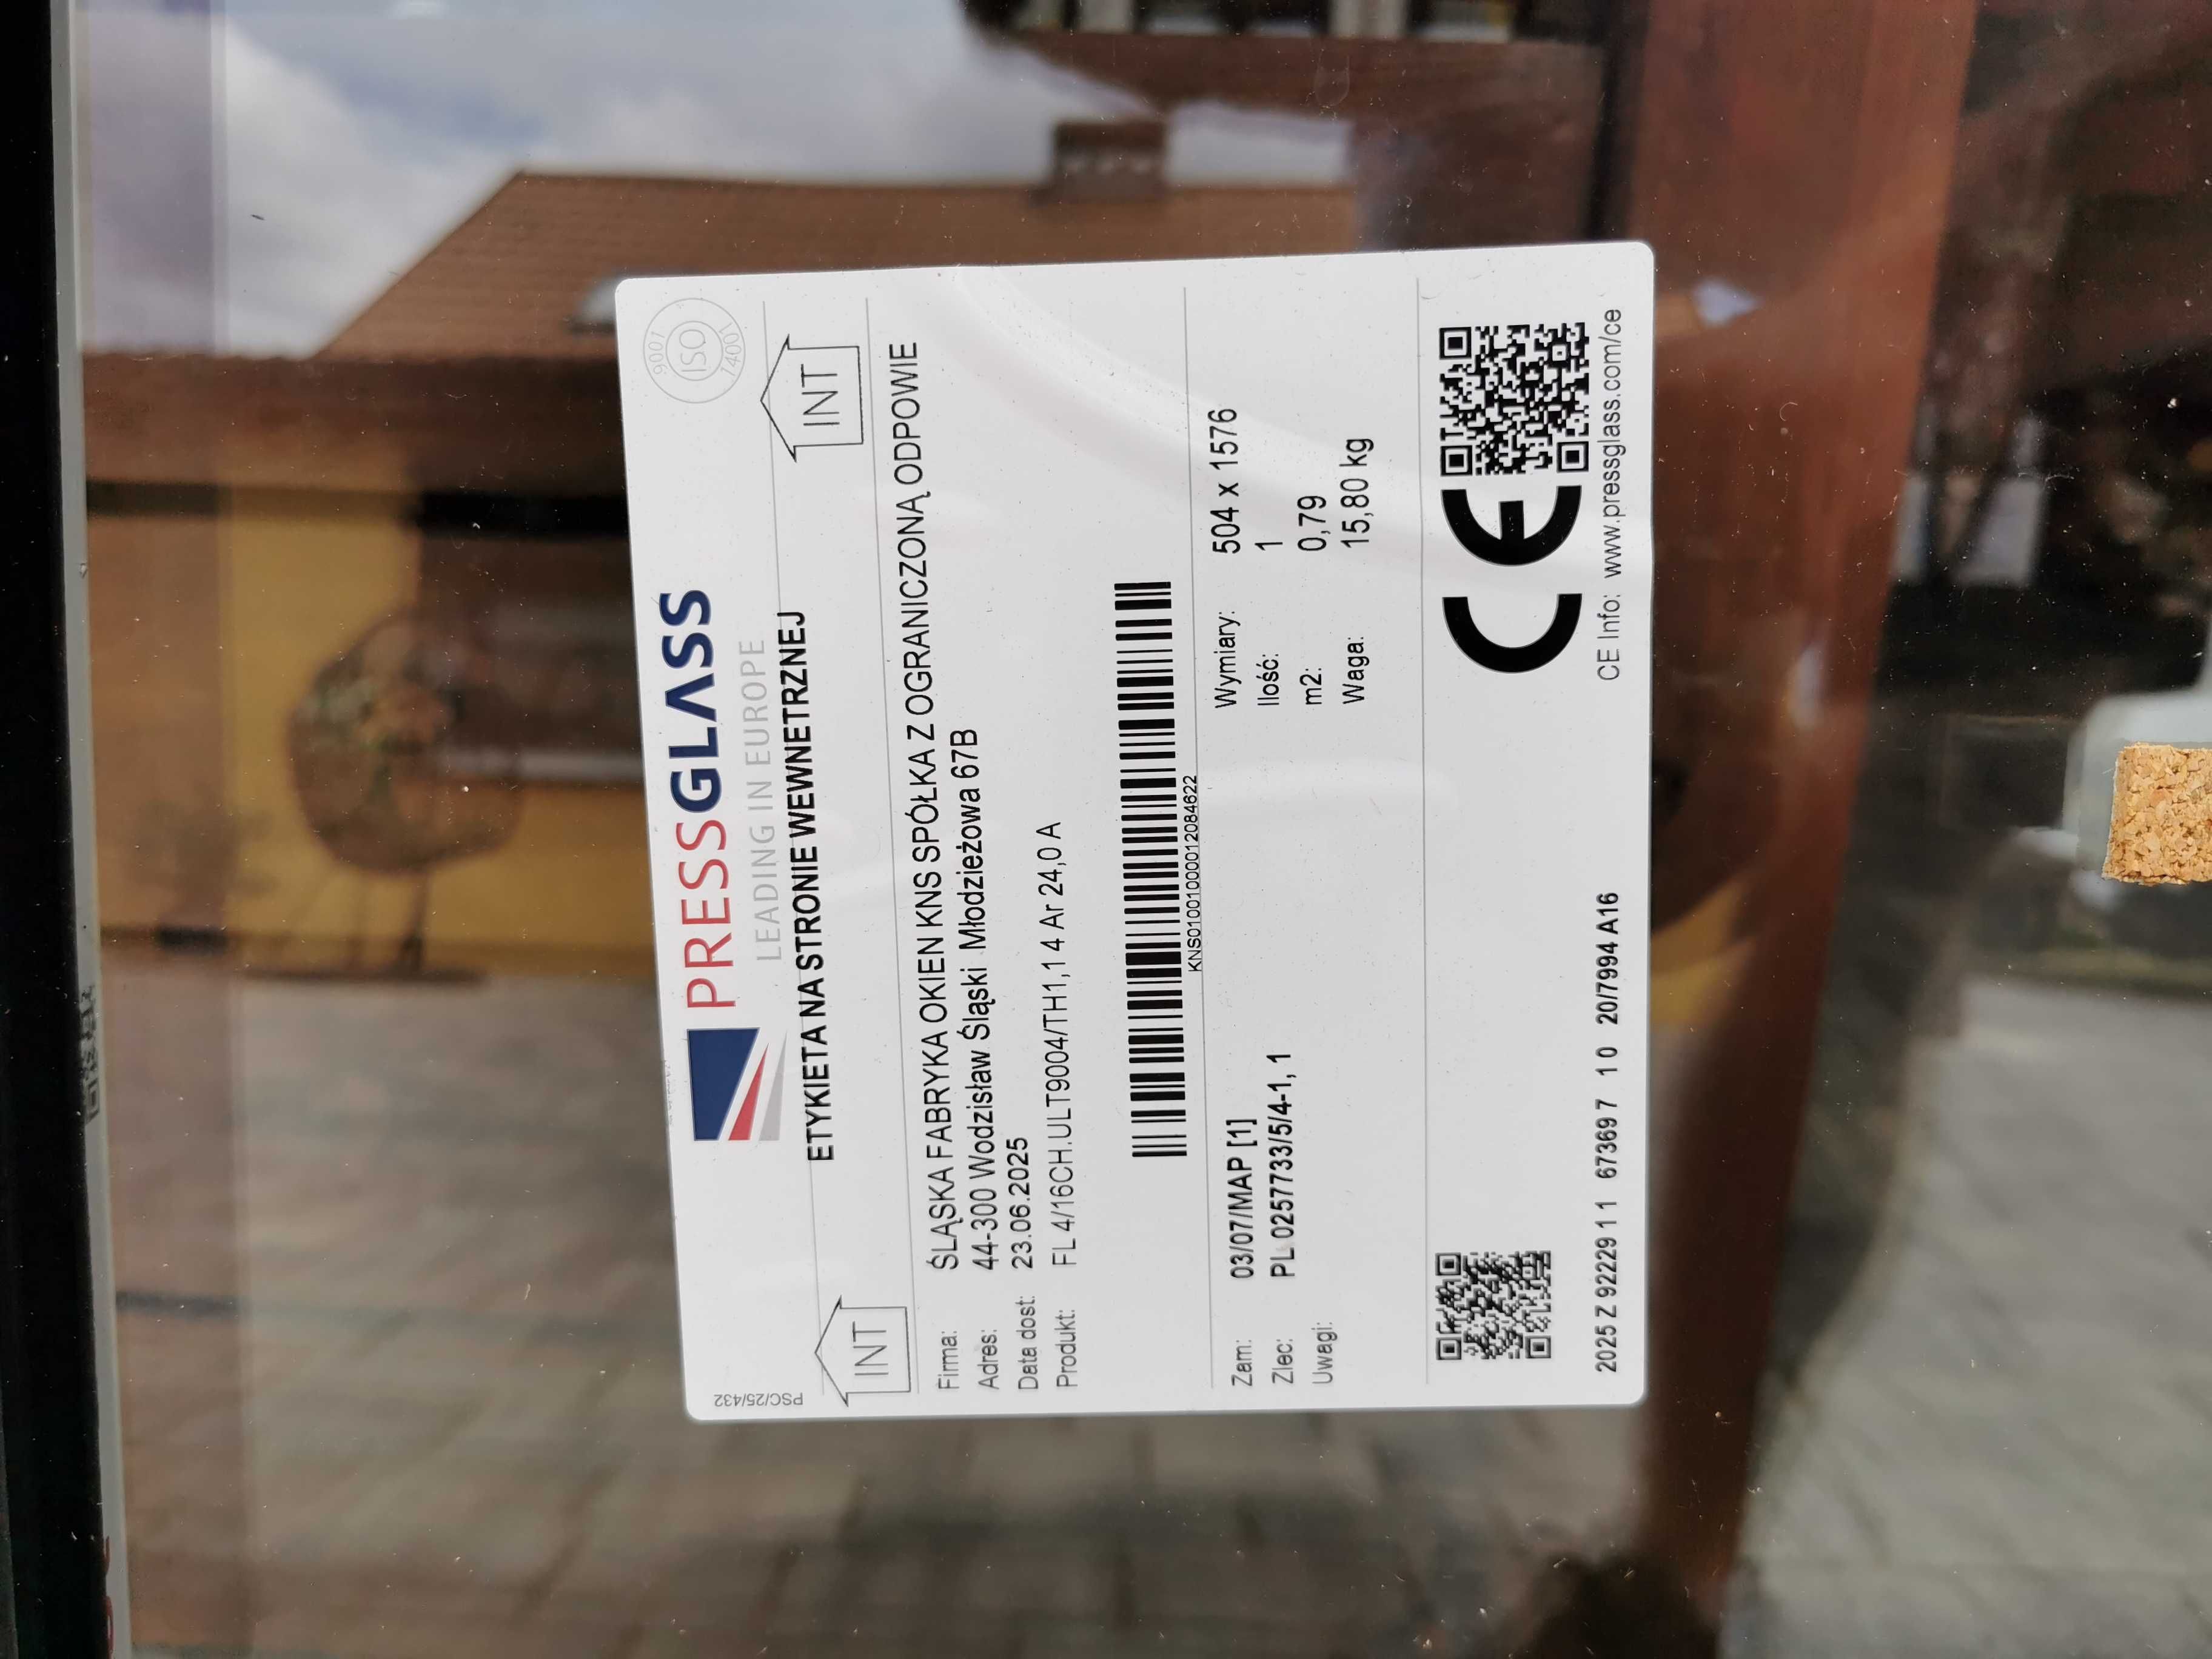 PRESSGLASS
LEADING IN EUROPE
9001 ISO 14001
PSC/25/432
INT
ETYKIETA NA STRONIE WEWNETRZNEJ
INT
Firma: ŚLĄSKA FABRYKA OKIEN KNS SPÓŁKA Z OGRANICZONĄ ODPOWIE
Adres: 44-300 Wodzisław Śląski Młodzieżowa 67B
Data dost: 23.06.2025
Produkt: FL 4/16CH.ULT9004/TH1,1 4 Ar 24,0 A
KNS01001000012084622
Zam: 03/07/MAP [1] Wymiary: 504 x 1576
Zlec: PL 0257733/5/4-1, 1 Ilość: 1
Uwagi: m2: 0,79
Waga: 15,80 kg
CE
2025 Z 92229 1 1 67369 7 1 0 20/7994 A16 CE Info: www.pressglass.com/ce